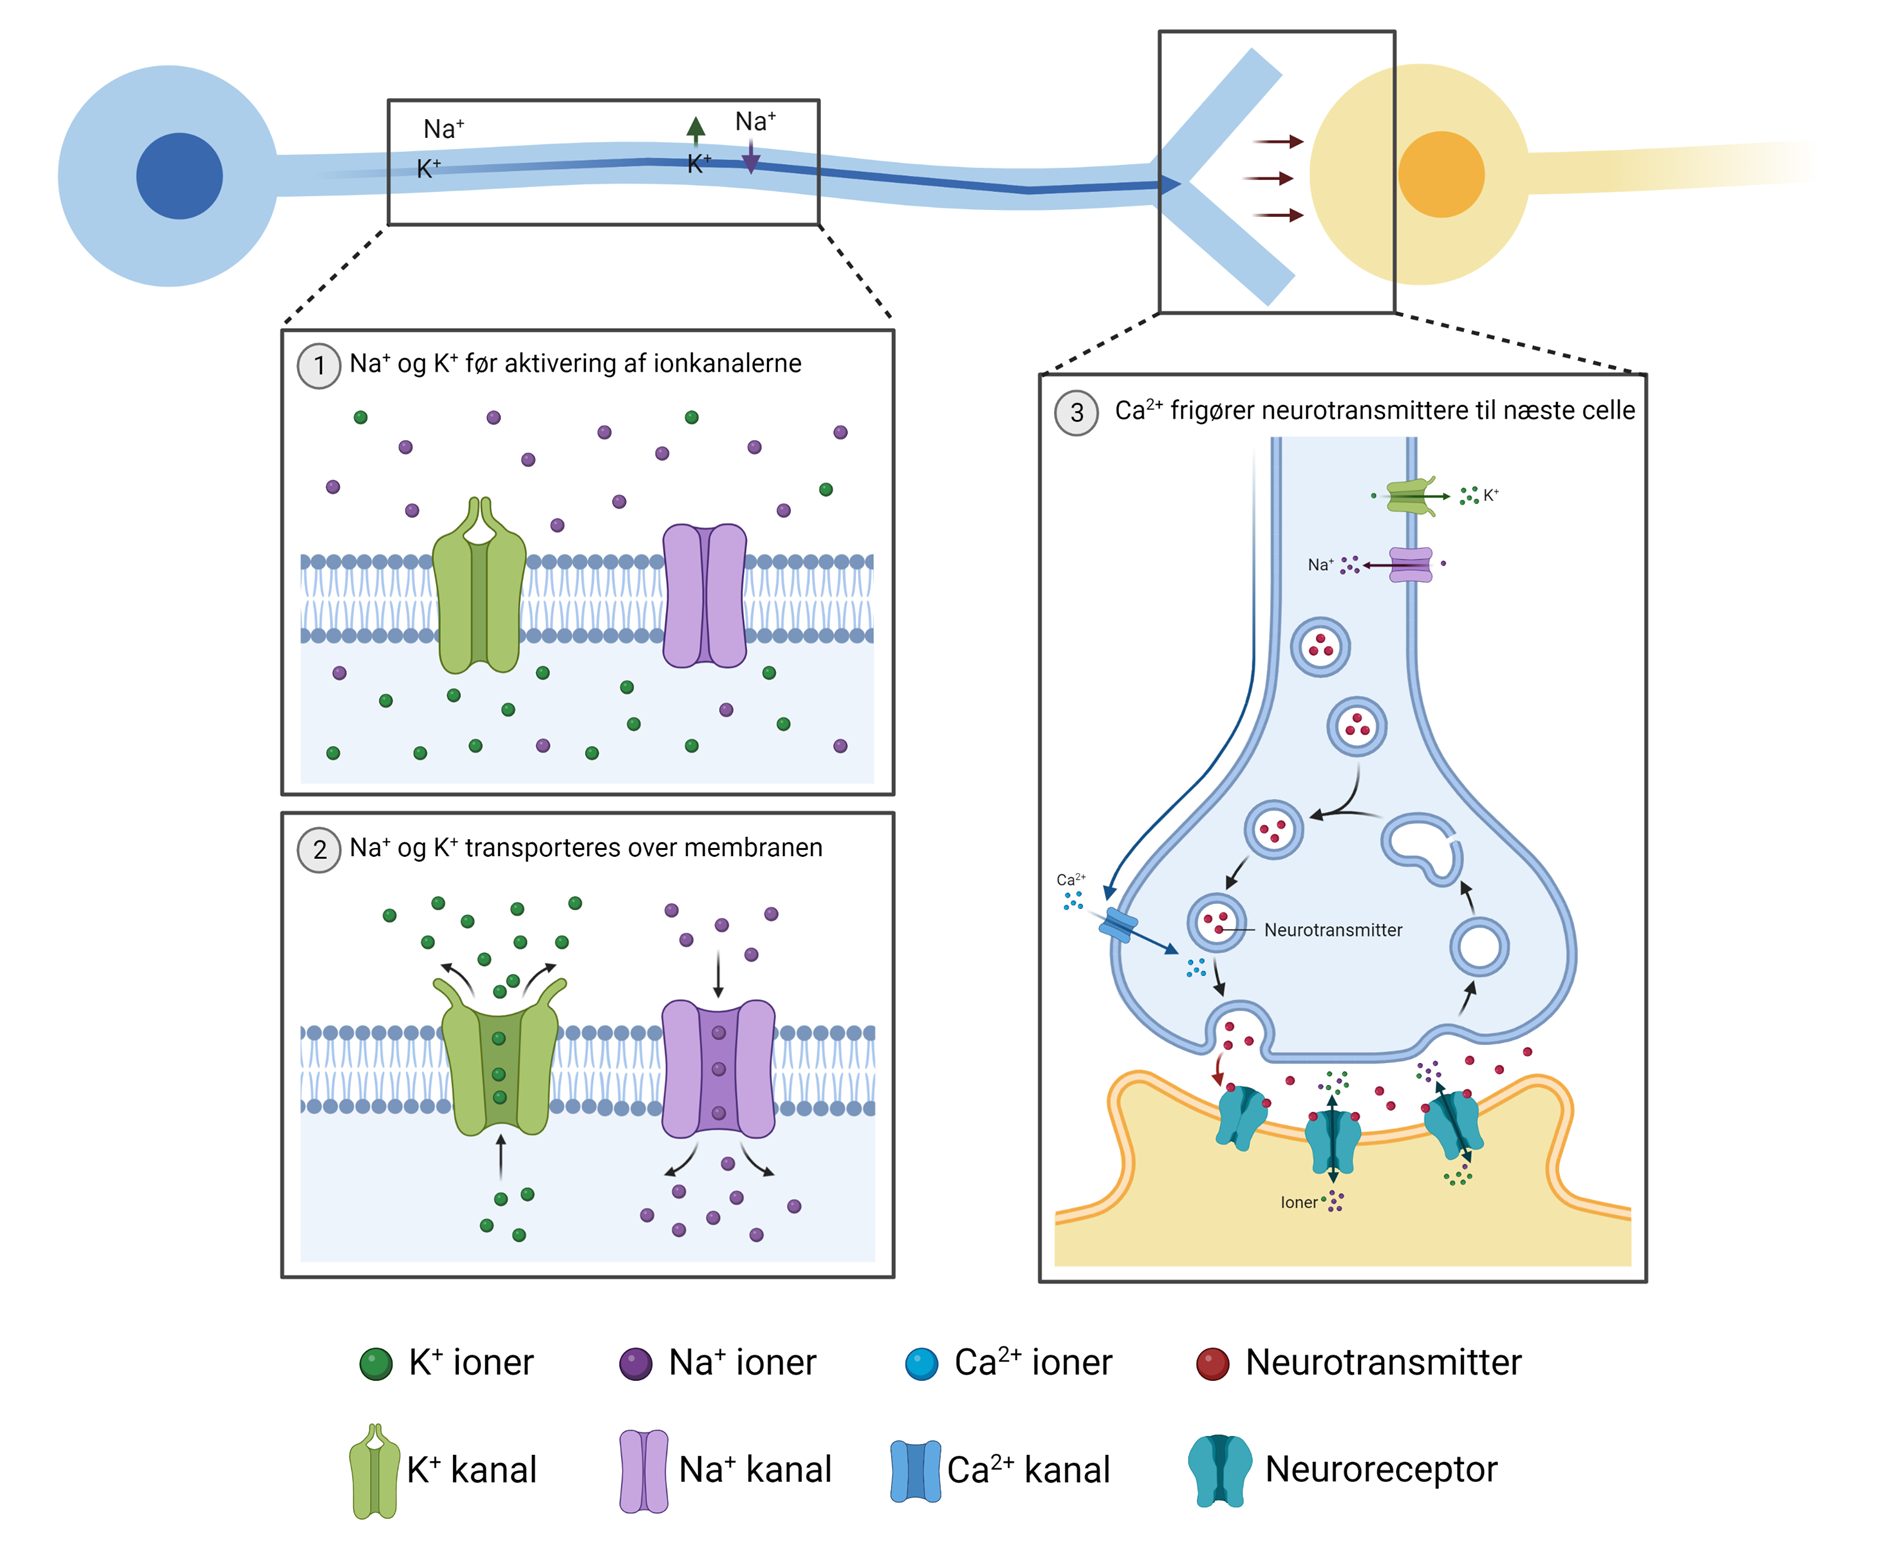 Na⁺
K⁺
K⁺
Na⁺
1 Na⁺ og K⁺ før aktivering af ionkanalerne
2 Na⁺ og K⁺ transporteres over membranen
3 Ca²⁺ frigører neurotransmittere til næste celle
K⁺
Na⁺
Ca²⁺
Neurotransmitter
Ioner
K⁺ ioner
Na⁺ ioner
Ca²⁺ ioner
Neurotransmitter
K⁺ kanal
Na⁺ kanal
Ca²⁺ kanal
Neuroreceptor